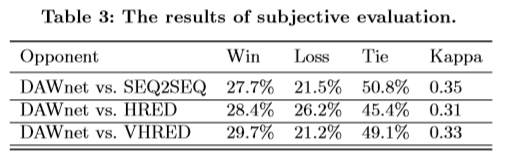 Table 3: The results of subjective evaluation.
Opponent Win Loss Tie Kappa
DAWnet vs. SEQ2SEQ 27.7% 21.5% 50.8% 0.35
DAWnet vs. HRED 28.4% 26.2% 45.4% 0.31
DAWnet vs. VHRED 29.7% 21.2% 49.1% 0.33